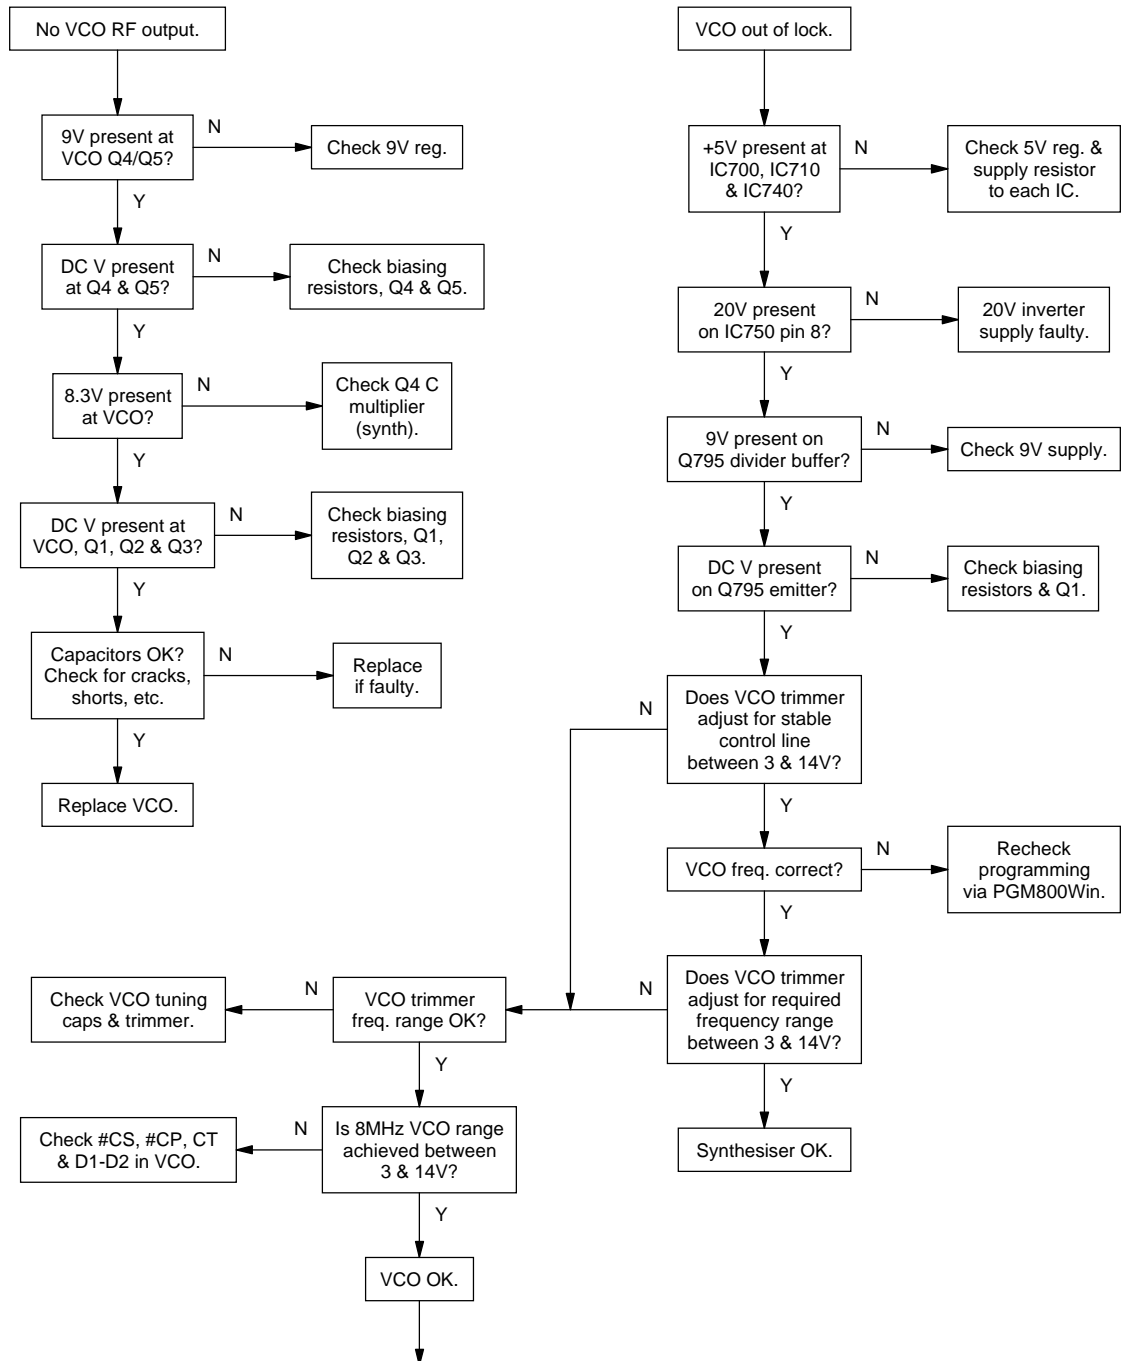 No VCO RF output.
9V present at
VCO Q4/Q5?
N
Check 9V reg.
Y
DC V present
at Q4 & Q5?
N
Check biasing
resistors, Q4 & Q5.
Y
8.3V present
at VCO?
N
Check Q4 C
multiplier
(synth).
Y
DC V present at
VCO, Q1, Q2 & Q3?
N
Check biasing
resistors, Q1,
Q2 & Q3.
Y
Capacitors OK?
Check for cracks,
shorts, etc.
N
Replace
if faulty.
Y
Replace VCO.
VCO out of lock.
+5V present at
IC700, IC710
& IC740?
N
Check 5V reg. &
supply resistor
to each IC.
Y
20V present
on IC750 pin 8?
N
20V inverter
supply faulty.
Y
9V present on
Q795 divider buffer?
N
Check 9V supply.
Y
DC V present
on Q795 emitter?
N
Check biasing
resistors & Q1.
Y
Does VCO trimmer
adjust for stable
control line
between 3 & 14V?
N
Y
VCO freq. correct?
N
Recheck
programming
via PGM800Win.
Y
Does VCO trimmer
adjust for required
frequency range
between 3 & 14V?
N
Y
Synthesiser OK.
VCO trimmer
freq. range OK?
N
Check VCO tuning
caps & trimmer.
Y
Is 8MHz VCO range
achieved between
3 & 14V?
N
Check #CS, #CP, CT
& D1-D2 in VCO.
Y
VCO OK.